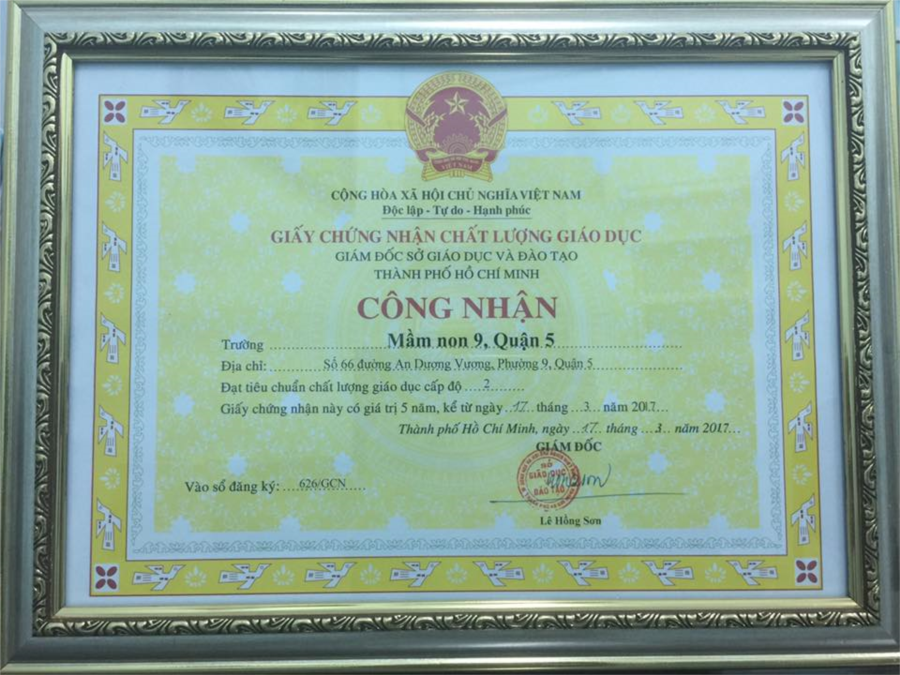 CỘNG HÒA XÃ HỘI CHỦ NGHĨA VIỆT NAM
Độc lập - Tự do - Hạnh phúc
GIẤY CHỨNG NHẬN CHẤT LƯỢNG GIÁO DỤC
GIÁM ĐỐC SỞ GIÁO DỤC VÀ ĐÀO TẠO
THÀNH PHỐ HỒ CHÍ MINH
CÔNG NHẬN
Trường Mầm non 9, Quận 5
Địa chỉ: Số 66 đường An Dương Vương, Phường 9, Quận 5
Đạt tiêu chuẩn chất lượng giáo dục cấp độ 2
Giấy chứng nhận này có giá trị 5 năm, kể từ ngày 17 tháng 3 năm 2017
Thành phố Hồ Chí Minh, ngày 17 tháng 3 năm 2017
GIÁM ĐỐC
SỞ
GIÁO DỤC
ĐÀO TẠO
Vào sổ đăng ký: 626/GCN
Lê Hồng Sơn